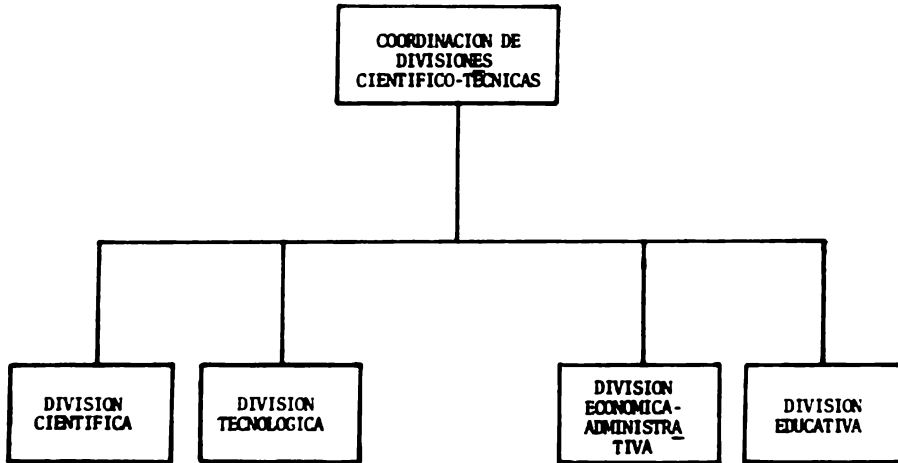 COORDINACION DE
DIVISIONES
CIENTIFICO-TECNICAS
DIVISION
CIENTIFICA
DIVISION
TECNOLOGICA
DIVISION
ECONOMICA-
ADMINISTRA
TIVA
DIVISION
EDUCATIVA